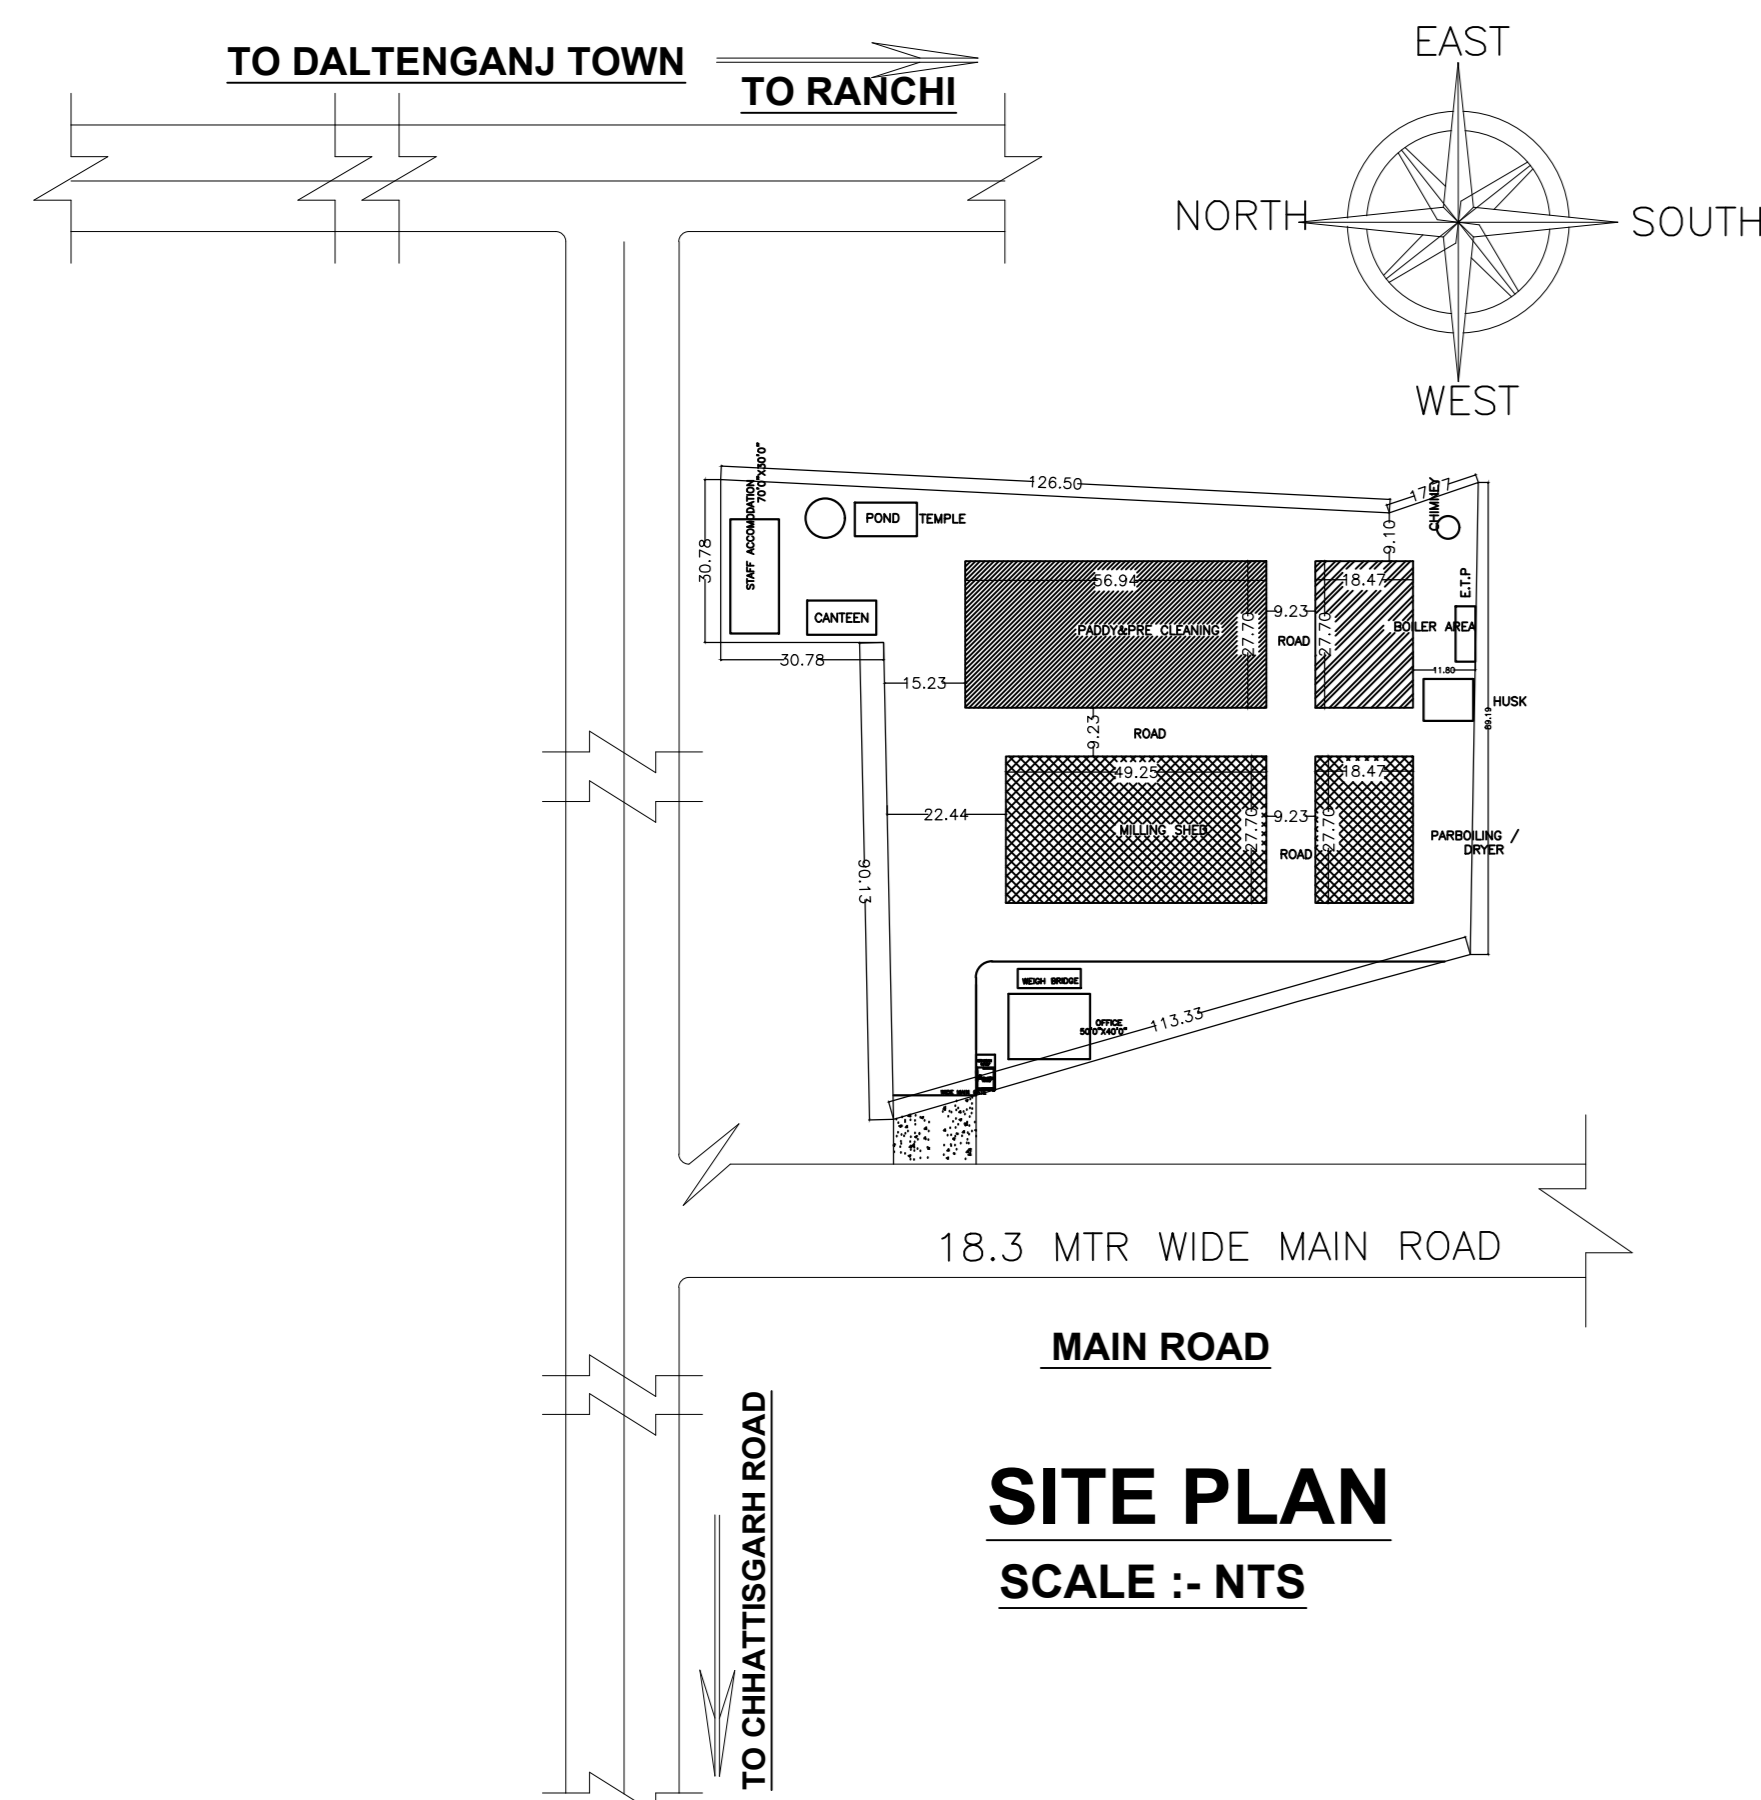 TO DALTENGANJ TOWN
TO RANCHI
EAST
NORTH
SOUTH
WEST
126.50
CHIMNEY
STAFF ACCOMODATION
70'0"X30'0"
POND
TEMPLE
30.78
9.10
56.94
18.47
E.T.P
CANTEEN
PADDY&PRE CLEANING
27.70
9.23
ROAD
27.70
BOILER AREA
30.78
15.23
11.80
HUSK
9.23
ROAD
89.19
49.25
18.47
22.44
MILLING SHED
27.70
9.23
ROAD
27.70
PARBOILING /
DRYER
90.13
WEIGH BRIDGE
OFFICE
50'0"X40'0"
113.33
18.3 MTR WIDE MAIN ROAD
MAIN ROAD
TO CHHATTISGARH ROAD
SITE PLAN
SCALE :- NTS